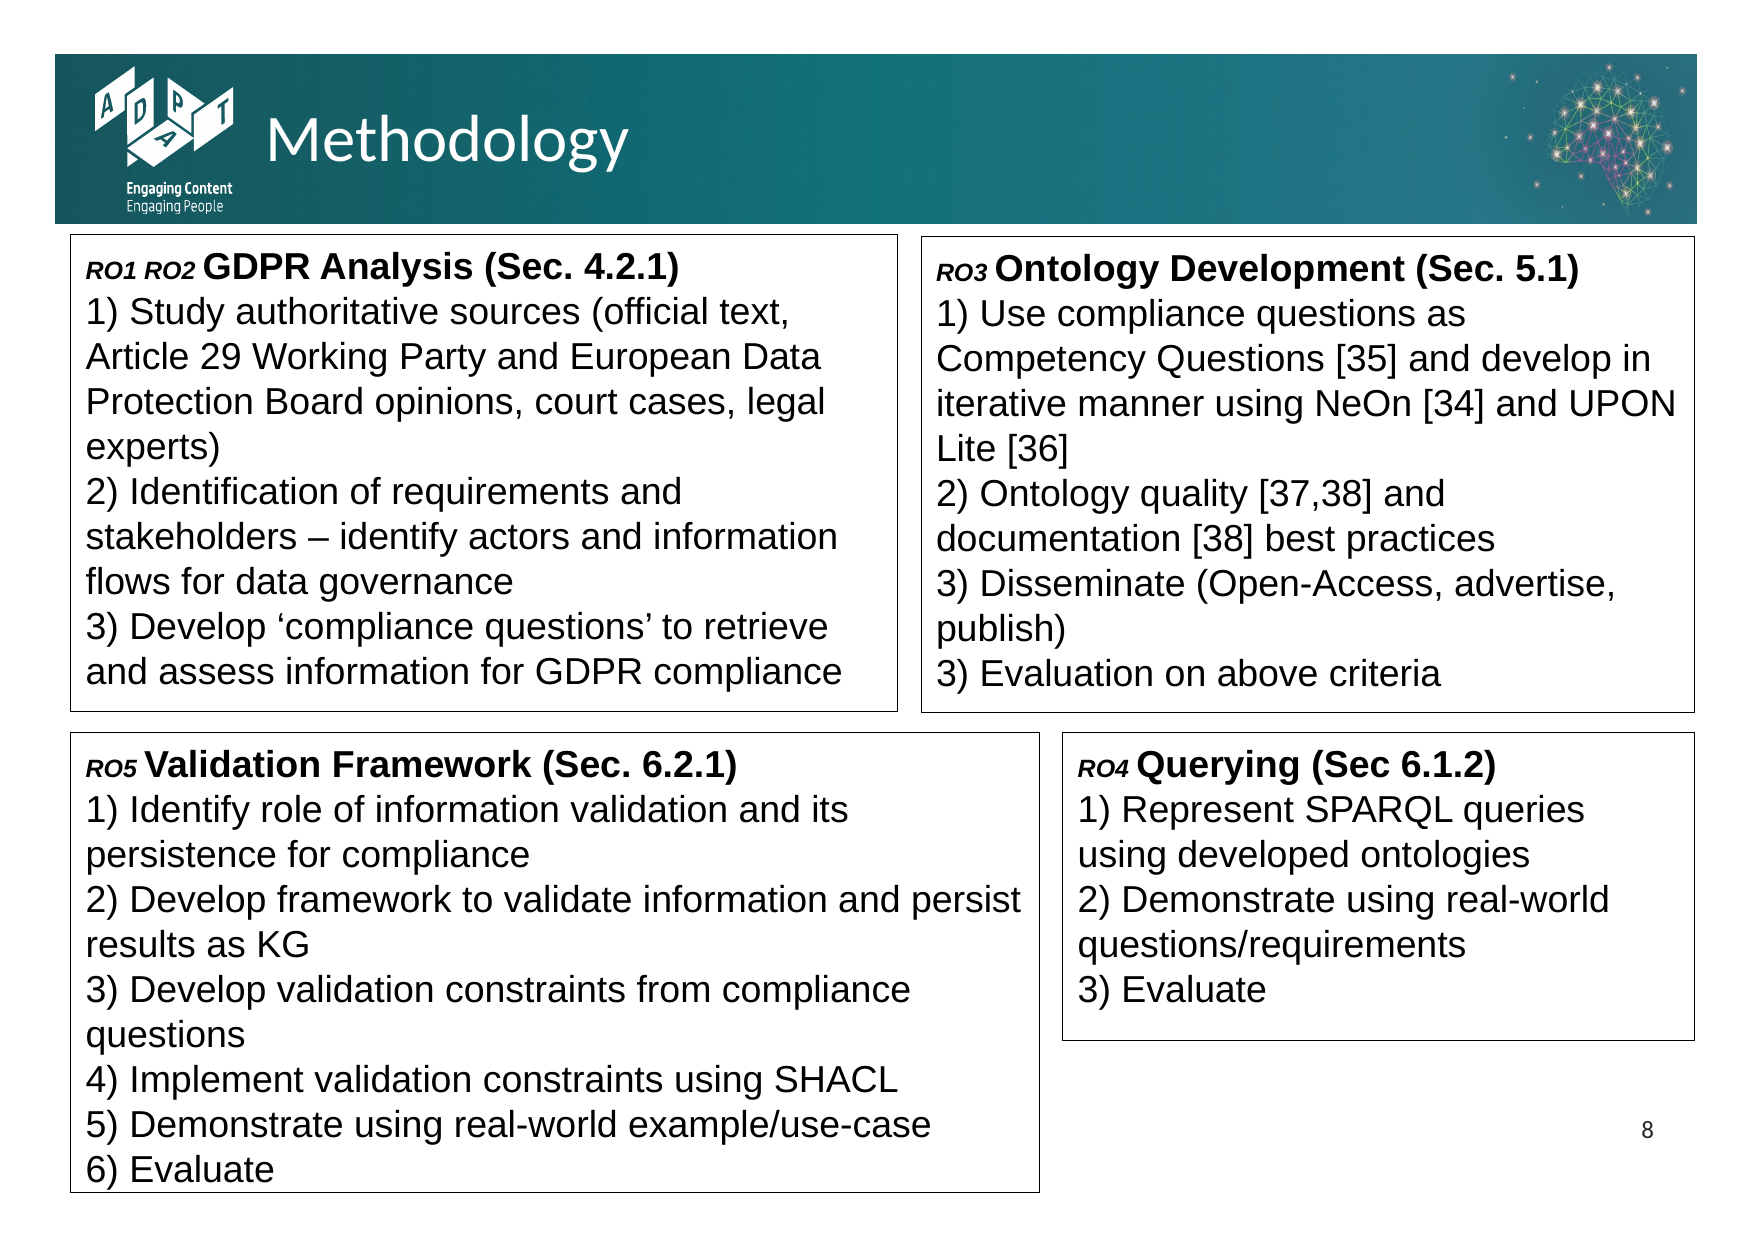 A D A P T
Engaging Content
Engaging People
Methodology
RO1 RO2 GDPR Analysis (Sec. 4.2.1)
1) Study authoritative sources (official text,
Article 29 Working Party and European Data
Protection Board opinions, court cases, legal
experts)
2) Identification of requirements and
stakeholders – identify actors and information
flows for data governance
3) Develop ‘compliance questions’ to retrieve
and assess information for GDPR compliance
RO3 Ontology Development (Sec. 5.1)
1) Use compliance questions as
Competency Questions [35] and develop in
iterative manner using NeOn [34] and UPON
Lite [36]
2) Ontology quality [37,38] and
documentation [38] best practices
3) Disseminate (Open-Access, advertise,
publish)
3) Evaluation on above criteria
RO5 Validation Framework (Sec. 6.2.1)
1) Identify role of information validation and its
persistence for compliance
2) Develop framework to validate information and persist
results as KG
3) Develop validation constraints from compliance
questions
4) Implement validation constraints using SHACL
5) Demonstrate using real-world example/use-case
6) Evaluate
RO4 Querying (Sec 6.1.2)
1) Represent SPARQL queries
using developed ontologies
2) Demonstrate using real-world
questions/requirements
3) Evaluate
8